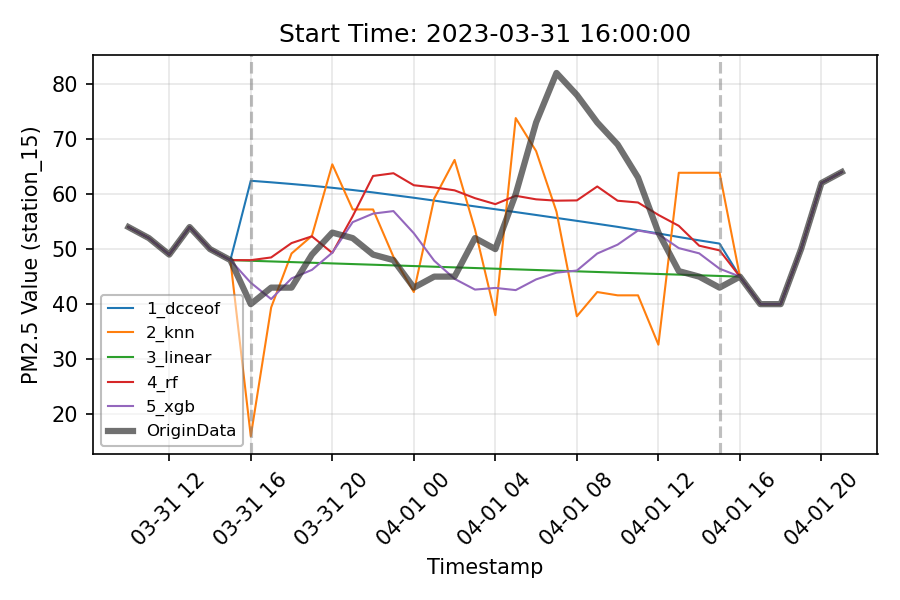 Start Time: 2023-03-31 16:00:00
PM2.5 Value (station_15)
80
70
60
50
40
30
20
1_dcceof
2_knn
3_linear
4_rf
5_xgb
OriginData
03-31 12
03-31 16
03-31 20
04-01 00
04-01 04
04-01 08
04-01 12
04-01 16
04-01 20
Timestamp